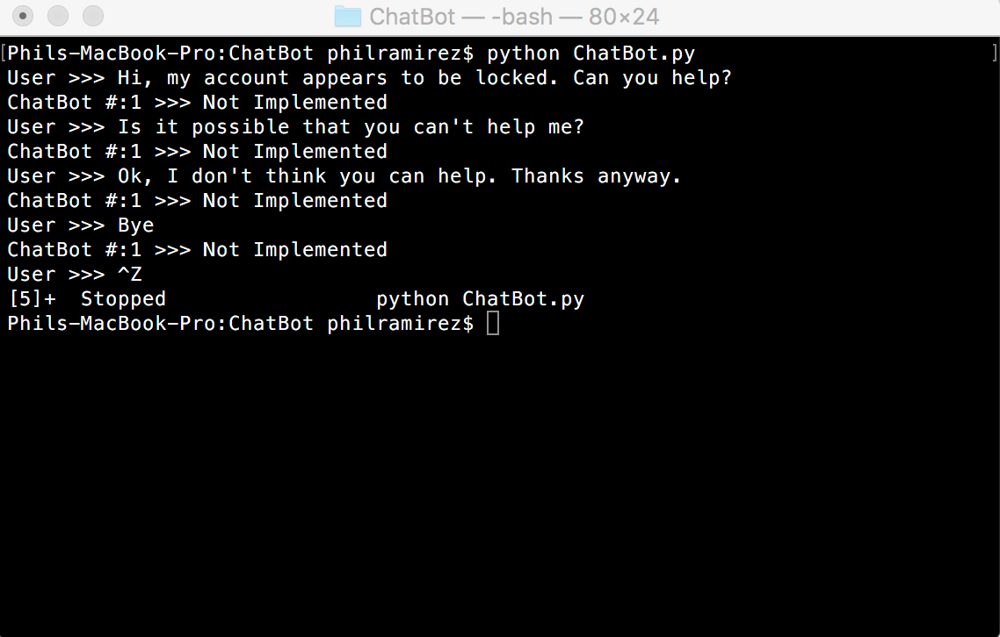 ChatBot — -bash — 80×24
[Phils-MacBook-Pro:ChatBot philramirez$ python ChatBot.py ]
User >>> Hi, my account appears to be locked. Can you help?
ChatBot #:1 >>> Not Implemented
User >>> Is it possible that you can't help me?
ChatBot #:1 >>> Not Implemented
User >>> Ok, I don't think you can help. Thanks anyway.
ChatBot #:1 >>> Not Implemented
User >>> Bye
ChatBot #:1 >>> Not Implemented
User >>> ^Z
[5]+  Stopped                 python ChatBot.py
Phils-MacBook-Pro:ChatBot philramirez$